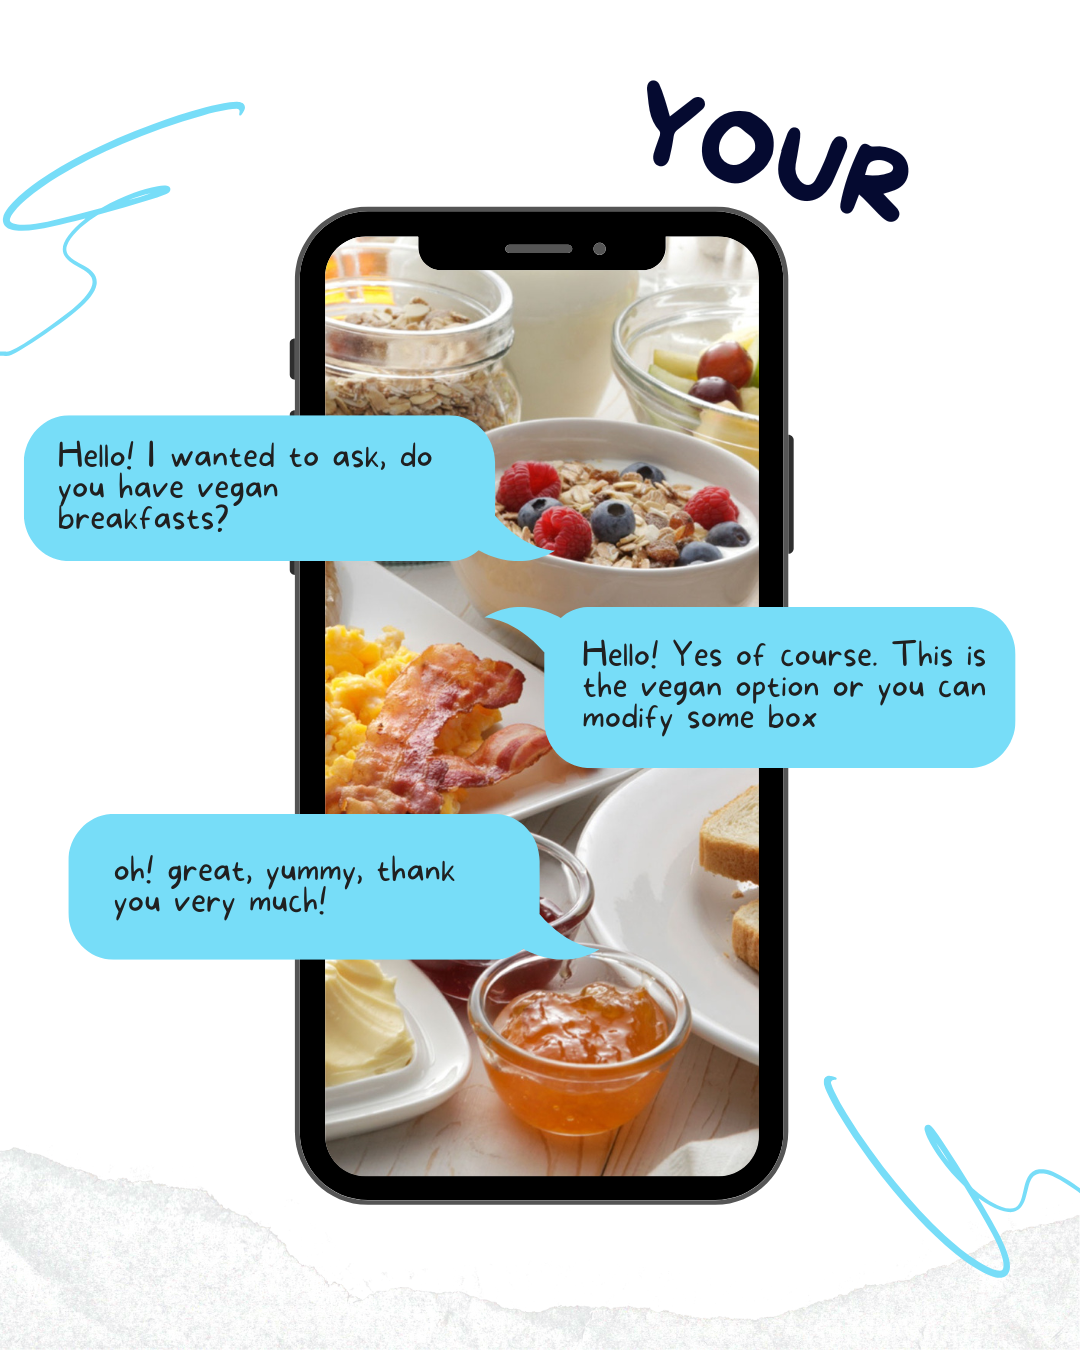 YOUR
Hello! I wanted to ask, do
you have vegan
breakfasts?
Hello! Yes of course. This is
the vegan option or you can
modify some box
oh! great, yummy, thank
you very much!